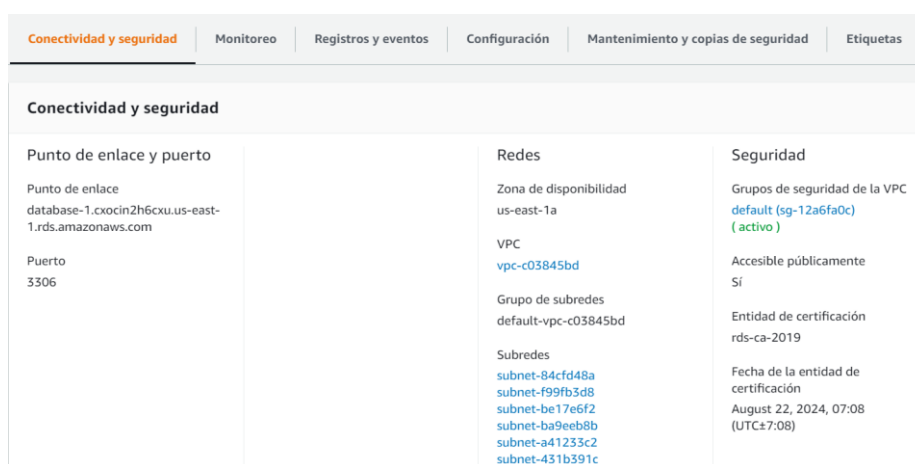 Conectividad y seguridad
Monitoreo
Registros y eventos
Configuración
Mantenimiento y copias de seguridad
Etiquetas
Conectividad y seguridad
Punto de enlace y puerto
Punto de enlace
database-1.cxocin2h6cxu.us-east-
1.rds.amazonaws.com
Puerto
3306
Redes
Zona de disponibilidad
us-east-1a
VPC
vpc-c03845bd
Grupo de subredes
default-vpc-c03845bd
Subredes
subnet-84cfd48a
subnet-f99fb3d8
subnet-be17e6f2
subnet-ba9eeb8b
subnet-a41233c2
subnet-431b391c
Seguridad
Grupos de seguridad de la VPC
default (sg-12a6fa0c)
( activo )
Accesible públicamente
Sí
Entidad de certificación
rds-ca-2019
Fecha de la entidad de
certificación
August 22, 2024, 07:08
(UTC±7:08)